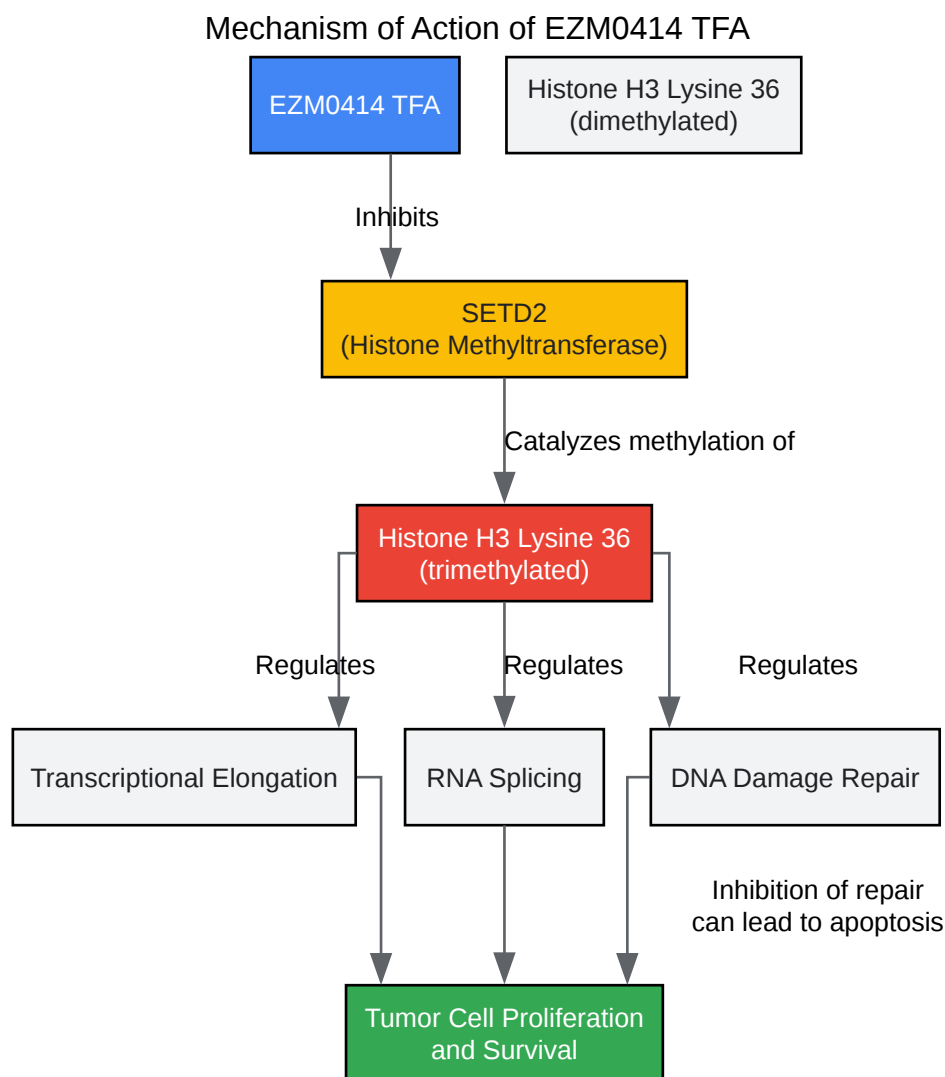 Mechanism of Action of EZM0414 TFA
EZM0414 TFA
Histone H3 Lysine 36
(dimethylated)
Inhibits
SETD2
(Histone Methyltransferase)
Catalyzes methylation of
Histone H3 Lysine 36
(trimethylated)
Regulates
Regulates
Regulates
Transcriptional Elongation
RNA Splicing
DNA Damage Repair
Inhibition of repair
can lead to apoptosis
Tumor Cell Proliferation
and Survival